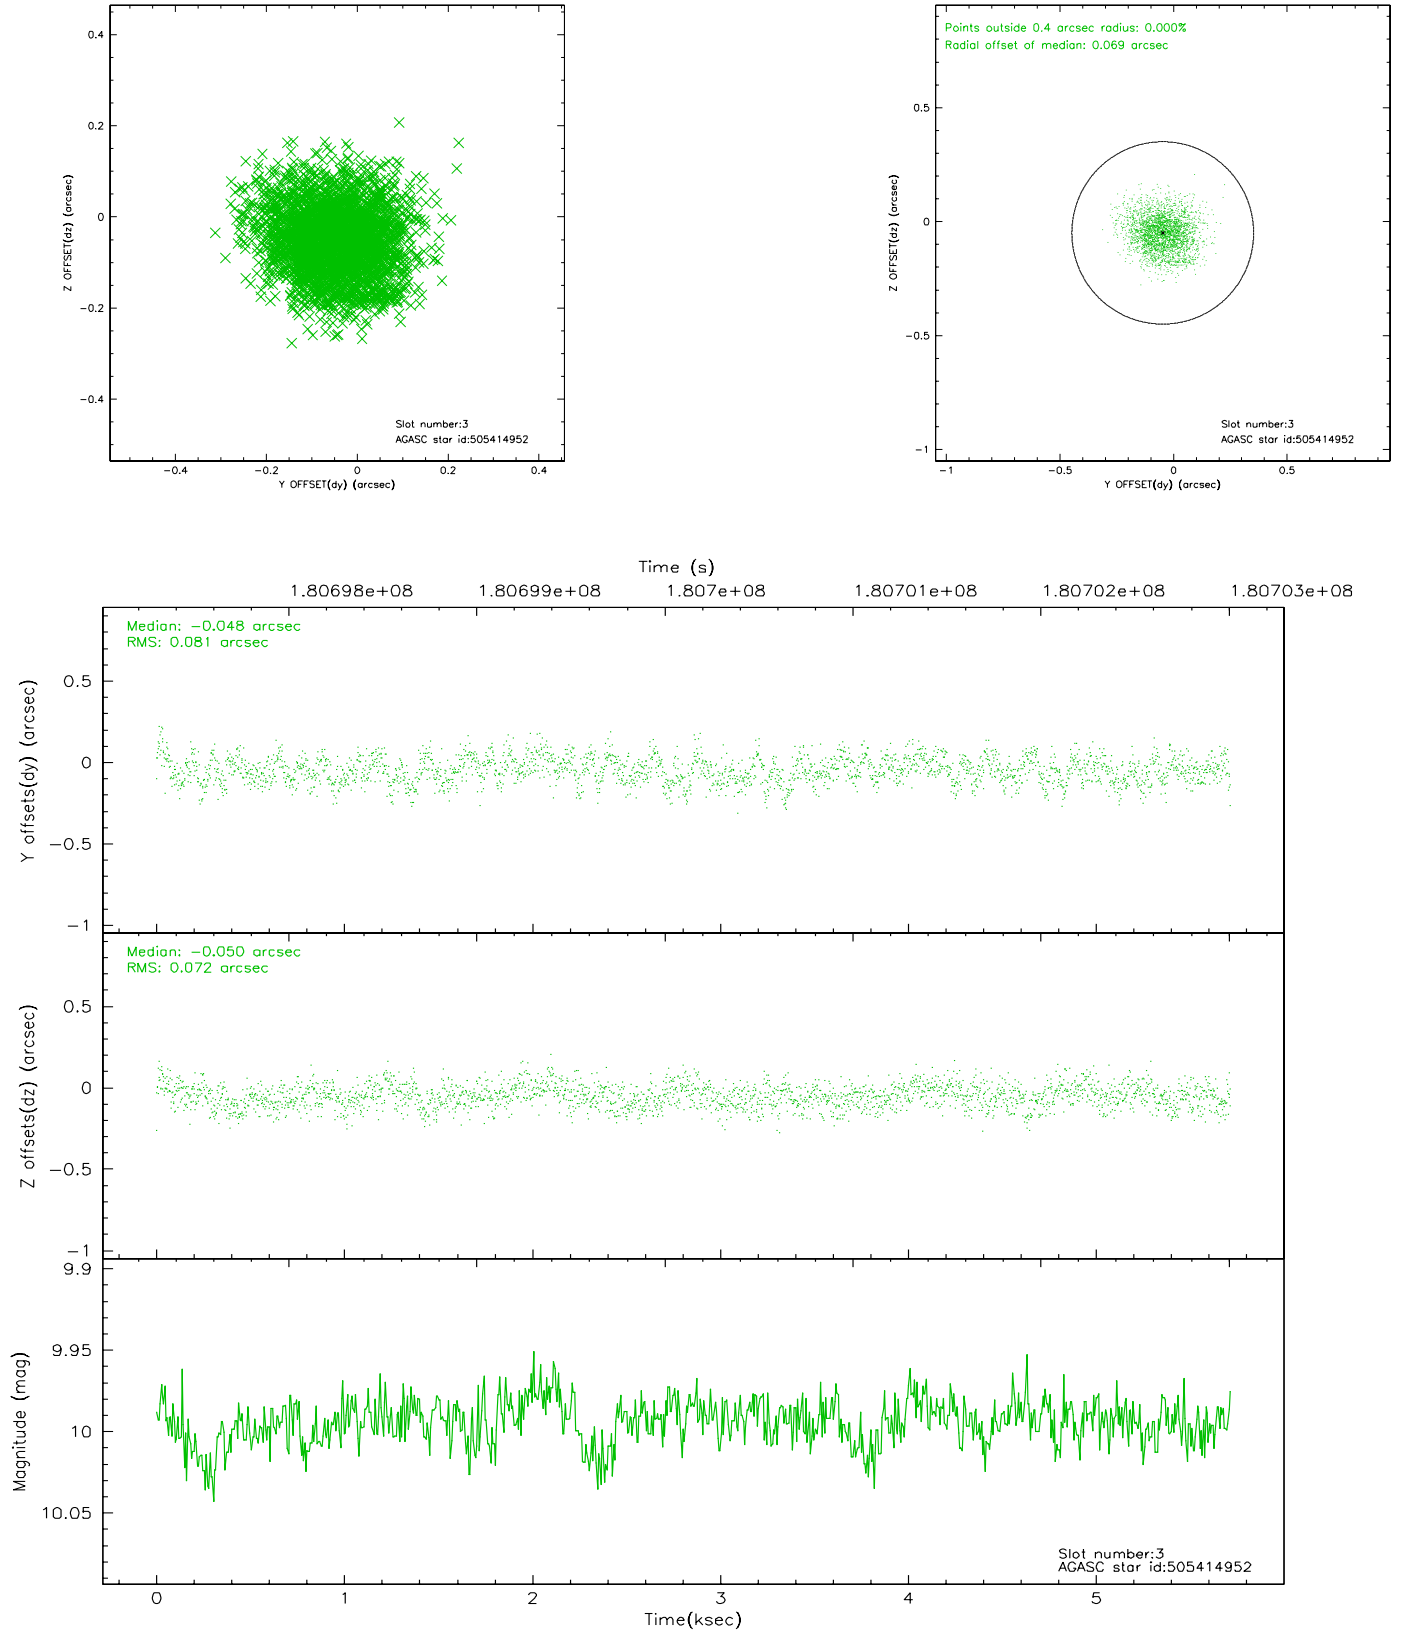 0.4
0.2
0
−0.2
−0.4
Z OFFSET(dz) (arcsec)
Slot number:3
AGASC star id:505414952
−0.4 −0.2 0 0.2 0.4
Y OFFSET(dy) (arcsec)
Points outside 0.4 arcsec radius: 0.000%
Radial offset of median: 0.069 arcsec
0.5
0
−0.5
−1
Z OFFSET(dz) (arcsec)
Slot number:3
AGASC star id:505414952
−1 −0.5 0 0.5
Y OFFSET(dy) (arcsec)
Time (s)
1.80698e+08 1.80699e+08 1.807e+08 1.80701e+08 1.80702e+08 1.80703e+08
Median: −0.048 arcsec
RMS: 0.081 arcsec
0.5
0
−0.5
−1
Y offsets(dy) (arcsec)
Median: −0.050 arcsec
RMS: 0.072 arcsec
0.5
0
−0.5
−1
Z offsets(dz) (arcsec)
9.9
9.95
10
10.05
Magnitude (mag)
Slot number:3
AGASC star id:505414952
0 1 2 3 4 5
Time(ksec)